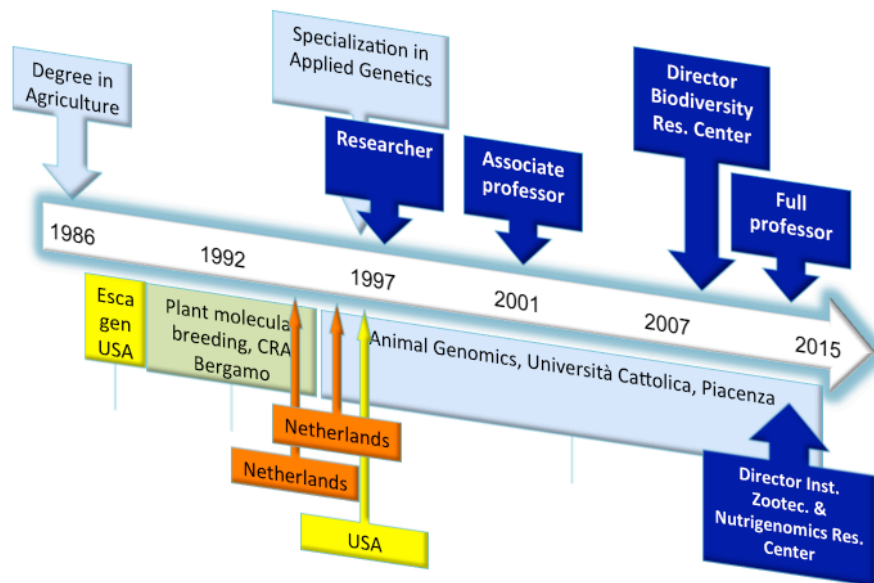 Degree in
Agriculture
Specialization in
Applied Genetics
Researcher
Associate
professor
Director
Biodiversity
Res. Center
Full
professor
1986
1992
1997
2001
2007
2015
Esca
gen
USA
Plant molecula
breeding, CRA
Bergamo
Animal Genomics, Università Cattolica, Piacenza
Netherlands
Netherlands
USA
Director Inst.
Zootec. &
Nutrigenomics Res.
Center